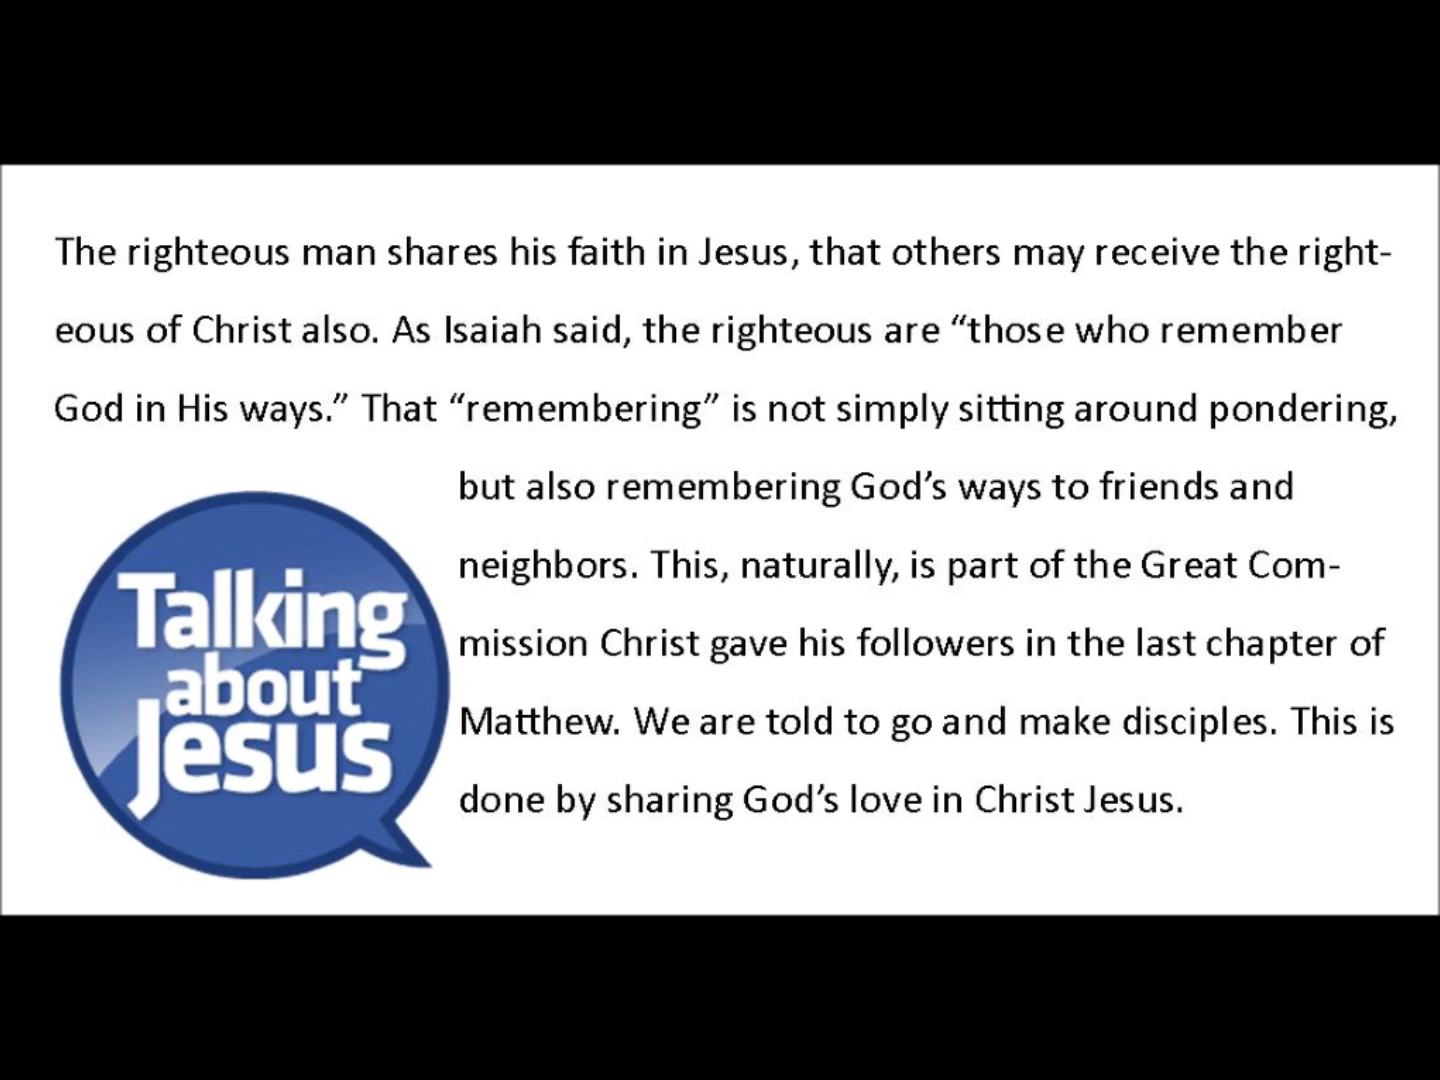 The righteous man shares his faith in Jesus, that others may receive the right-
eous of Christ also. As Isaiah said, the righteous are “those who remember
God in His ways.” That “remembering” is not simply sitting around pondering,
but also remembering God’s ways to friends and
neighbors. This, naturally, is part of the Great Com-
mission Christ gave his followers in the last chapter of
Matthew. We are told to go and make disciples. This is
done by sharing God’s love in Christ Jesus.
Talking
about
Jesus